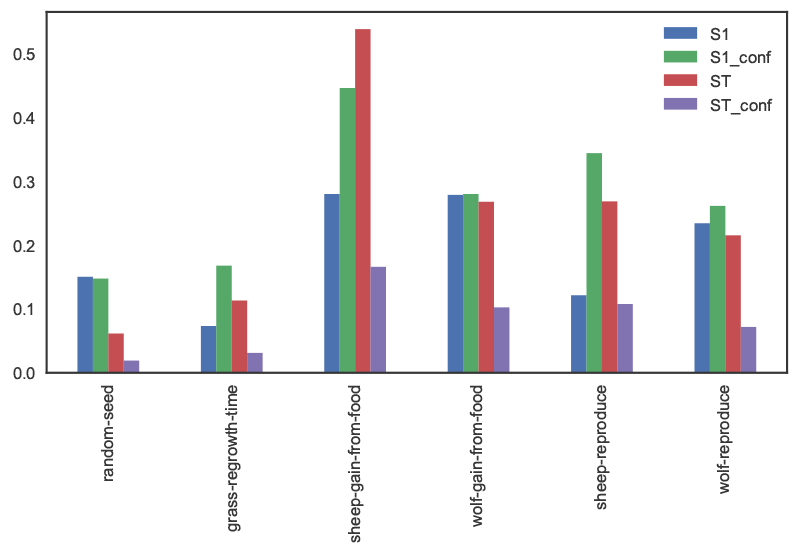 0.5
0.4
0.3
0.2
0.1
0.0
S1
S1_conf
ST
ST_conf
random-seed
grass-regrowth-time
sheep-gain-from-food
wolf-gain-from-food
sheep-reproduce
wolf-reproduce